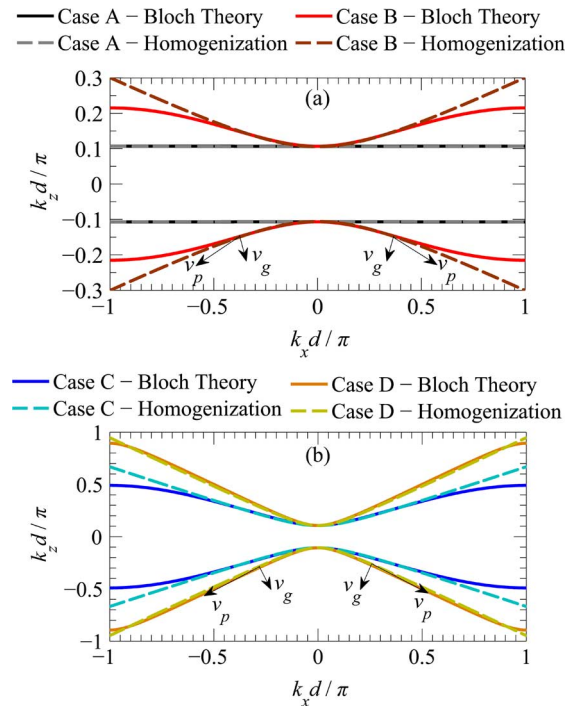 Case A − Bloch Theory Case B − Bloch Theory
Case A − Homogenization Case B − Homogenization
(a)
0.3
0.2
0.1
0
−0.1
−0.2
−0.3
k_z d / π
v_p v_g v_g v_p
−1 −0.5 0 0.5 1
k_x d / π
Case C − Bloch Theory Case D − Bloch Theory
Case C − Homogenization Case D − Homogenization
(b)
1
0.5
0
−0.5
−1
k_z d / π
v_p v_g v_g v_p
−1 −0.5 0 0.5 1
k_x d / π